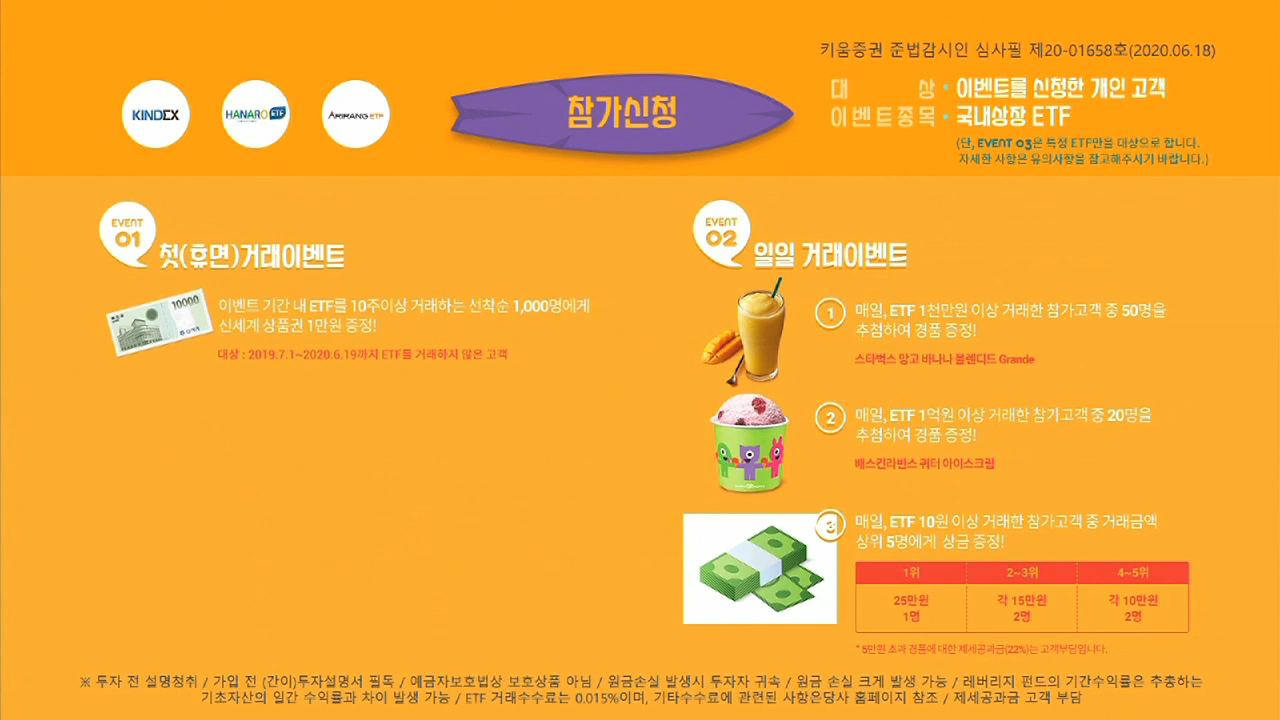 키움증권 준법감시인 심사필 제20-01658호(2020.06.18)
KINDEX
HANARO ETF
ARIRANG ETF
참가신청
대상 · 이벤트를 신청한 개인 고객
이벤트종목 · 국내상장 ETF
(단, EVENT 03은 특정 ETF만을 대상으로 합니다.
자세한 사항은 유의사항을 참고해주시기 바랍니다.)
EVENT
01
첫(휴면)거래이벤트
10000
이벤트 기간 내 ETF를 10주이상 거래하는 선착순 1,000명에게
신세계 상품권 1만원 증정!
대상 : 2019.7.1~2020.6.19까지 ETF를 거래하지 않은 고객
EVENT
02
일일 거래이벤트
1
매일, ETF 1천만원 이상 거래한 참가고객 중 50명을
추첨하여 경품 증정!
스타벅스 망고 바나나 블렌디드 Grande
2
매일, ETF 1억원 이상 거래한 참가고객 중 20명을
추첨하여 경품 증정!
배스킨라빈스 쿼터 아이스크림
3
매일, ETF 10원 이상 거래한 참가고객 중 거래금액
상위 5명에게 상금 증정!
1위 2~3위 4~5위
25만원 각 15만원 각 10만원
1명 2명 2명
* 5만원 초과 경품에 대한 제세공과금(22%)는 고객부담입니다.
※ 투자 전 설명청취 / 가입 전 (간이)투자설명서 필독 / 예금자보호법상 보호상품 아님 / 원금손실 발생시 투자자 귀속 / 원금 손실 크게 발생 가능 / 레버리지 펀드의 기간수익률은 추종하는
기초자산의 일간 수익률과 차이 발생 가능 / ETF 거래수수료는 0.015%이며, 기타수수료에 관련된 사항은당사 홈페이지 참조 / 제세공과금 고객 부담